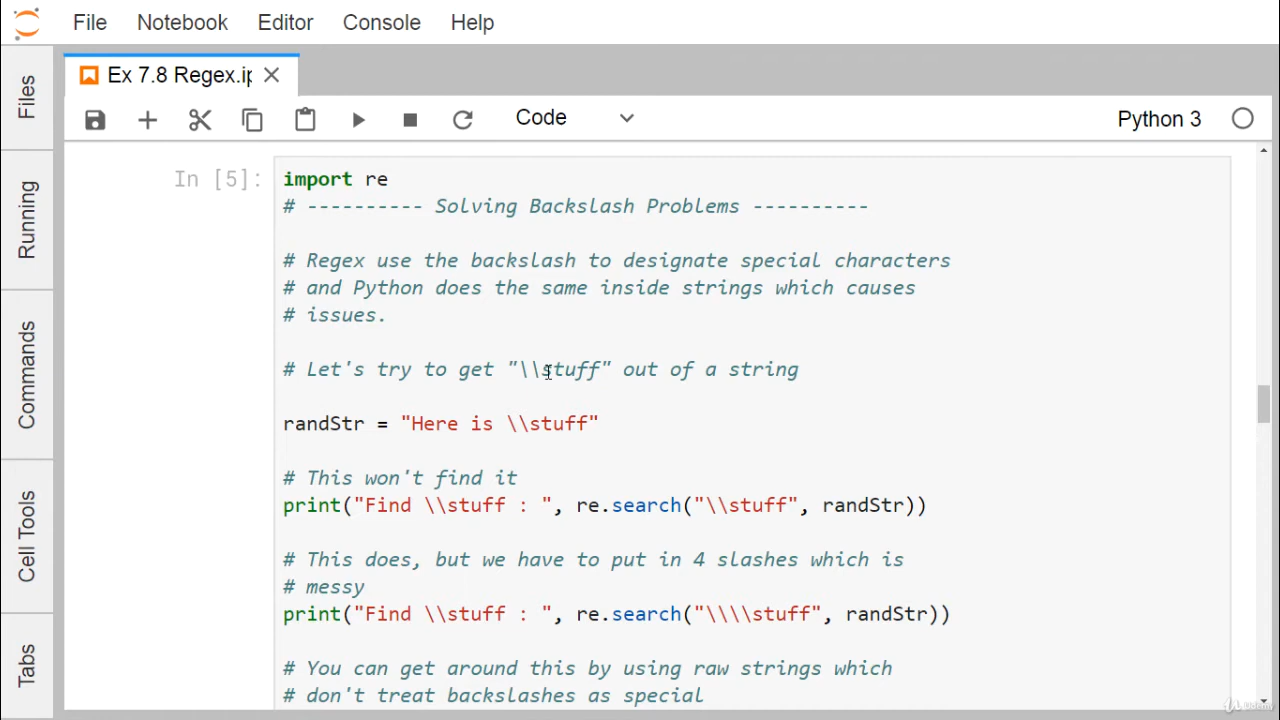 File Notebook Editor Console Help
Ex 7.8 Regex.ip
Code Python 3
Files
Running
Commands
Cell Tools
Tabs
In [5]:
import re
# ---------- Solving Backslash Problems ----------
# Regex use the backslash to designate special characters
# and Python does the same inside strings which causes
# issues.
# Let's try to get "\\stuff" out of a string
randStr = "Here is \\stuff"
# This won't find it
print("Find \\stuff : ", re.search("\\stuff", randStr))
# This does, but we have to put in 4 slashes which is
# messy
print("Find \\stuff : ", re.search("\\\\stuff", randStr))
# You can get around this by using raw strings which
# don't treat backslashes as special
Udemy